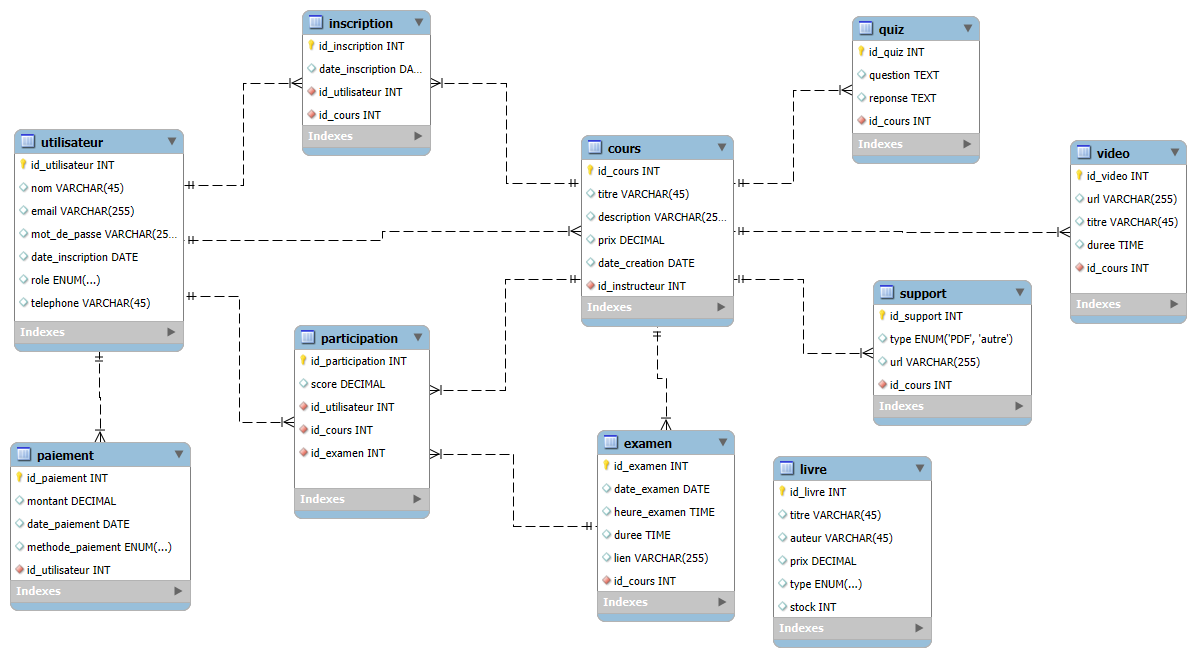 inscription
id_inscription INT
date_inscription DA...
id_utilisateur INT
id_cours INT
Indexes
quiz
id_quiz INT
question TEXT
reponse TEXT
id_cours INT
Indexes
utilisateur
id_utilisateur INT
nom VARCHAR(45)
email VARCHAR(255)
mot_de_passe VARCHAR(25...
date_inscription DATE
role ENUM(...)
telephone VARCHAR(45)
Indexes
cours
id_cours INT
titre VARCHAR(45)
description VARCHAR(25...
prix DECIMAL
date_creation DATE
id_instructeur INT
Indexes
video
id_video INT
url VARCHAR(255)
titre VARCHAR(45)
duree TIME
id_cours INT
Indexes
support
id_support INT
type ENUM('PDF', 'autre')
url VARCHAR(255)
id_cours INT
Indexes
participation
id_participation INT
score DECIMAL
id_utilisateur INT
id_cours INT
id_examen INT
Indexes
paiement
id_paiement INT
montant DECIMAL
date_paiement DATE
methode_paiement ENUM(...)
id_utilisateur INT
Indexes
examen
id_examen INT
date_examen DATE
heure_examen TIME
duree TIME
lien VARCHAR(255)
id_cours INT
Indexes
livre
id_livre INT
titre VARCHAR(45)
auteur VARCHAR(45)
prix DECIMAL
type ENUM(...)
stock INT
Indexes